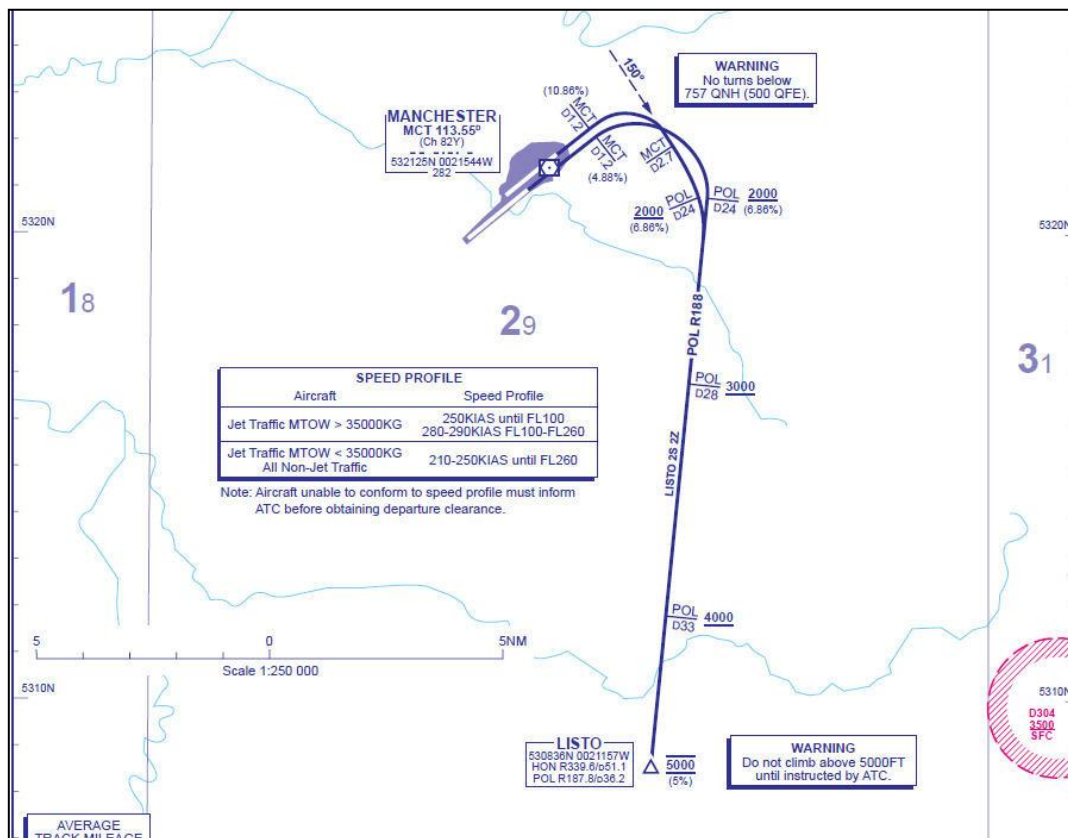 150°
WARNING
No turns below
757 QNH (500 QFE).
(10.86%)
MCT
D1.2
MANCHESTER
MCT 113.55ᴰ
(Ch 82Y)
532125N 0021544W
282
MCT
D1.2
(4.88%)
MCT
D2.7
2000 POL
D24
(6.86%)
POL 2000
D24 (6.86%)
5320N
5320N
18
29
31
POL R188
SPEED PROFILE
Aircraft Speed Profile
Jet Traffic MTOW > 35000KG 250KIAS until FL100
280-290KIAS FL100-FL260
Jet Traffic MTOW < 35000KG
All Non-Jet Traffic 210-250KIAS until FL260
Note: Aircraft unable to conform to speed profile must inform
ATC before obtaining departure clearance.
POL 3000
D28
LISTO 2S 2Z
POL 4000
D33
5 0 5NM
Scale 1:250 000
5310N
5310N
D304
3500
SFC
LISTO
530836N 0021157W
HON R339.6/D51.1
POL R187.8/D36.2
5000
(5%)
WARNING
Do not climb above 5000FT
until instructed by ATC.
AVERAGE
TRACK MILEAGE